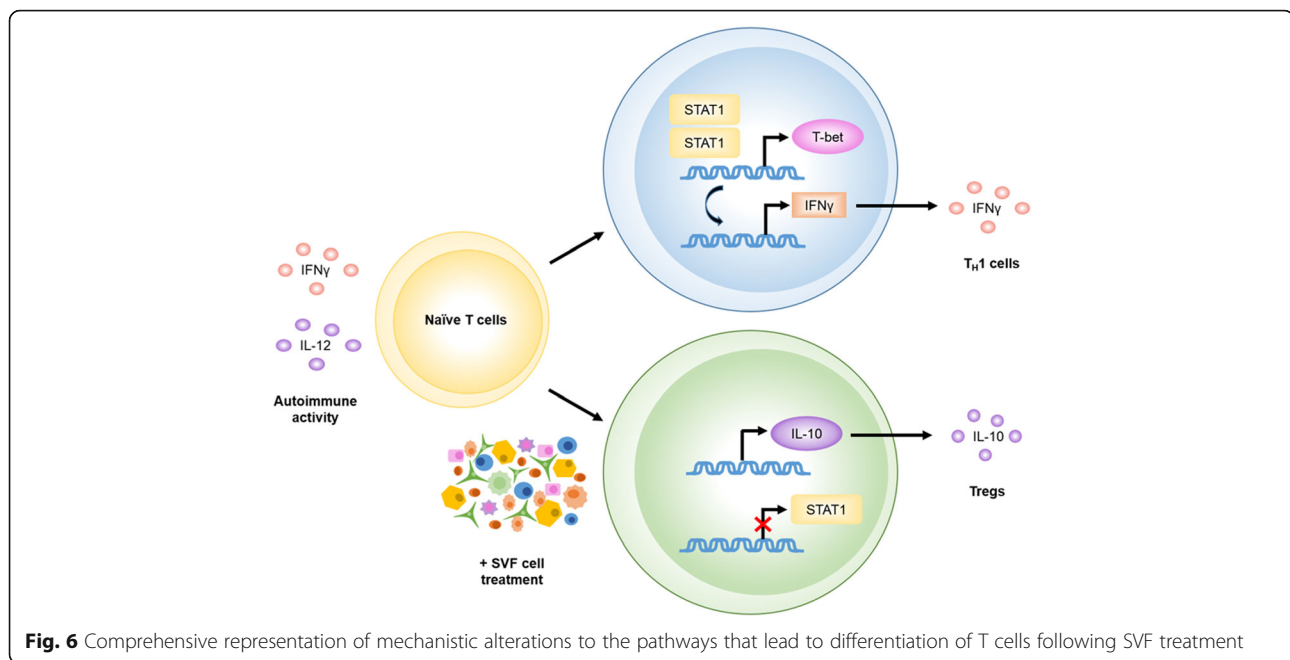 STAT1
STAT1
T-bet
IFNγ
IFNγ
T_H1 cells
IFNγ
IL-12
Autoimmune
activity
Naïve T cells
+ SVF cell
treatment
IL-10
STAT1
IL-10
Tregs
Fig. 6 Comprehensive representation of mechanistic alterations to the pathways that lead to differentiation of T cells following SVF treatment